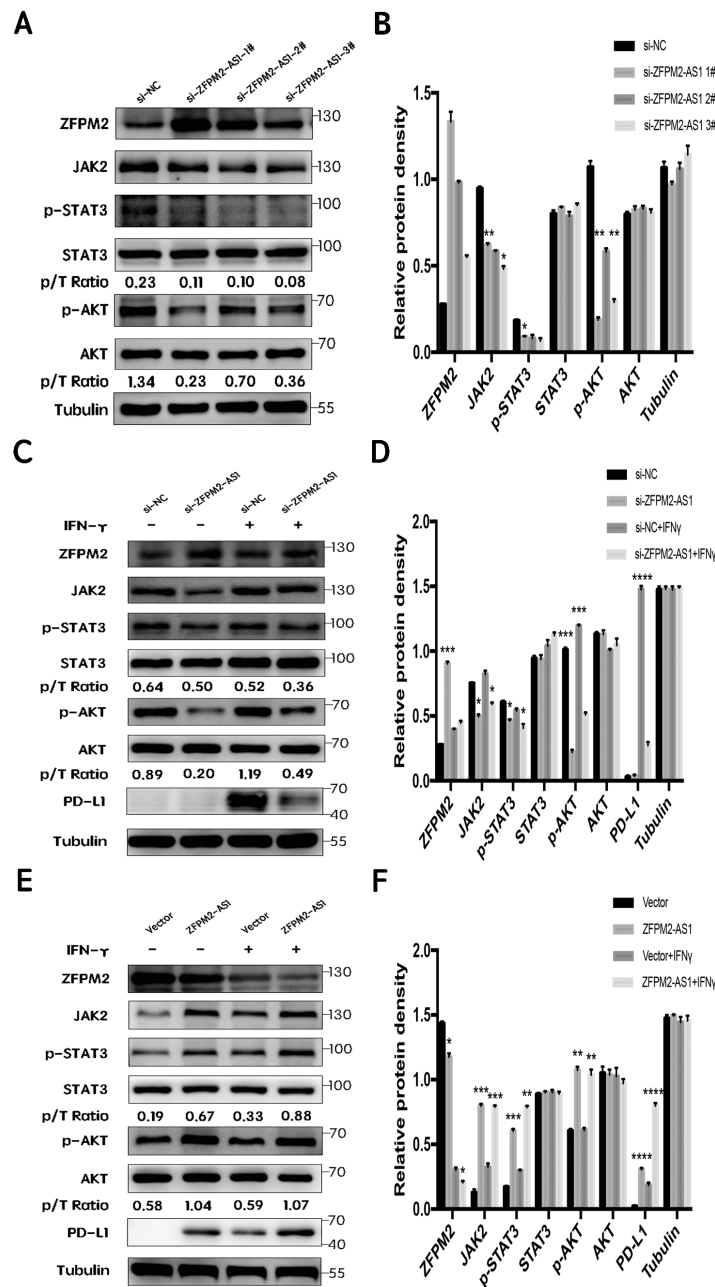 A
si-NC
si-ZFPM2-AS1-1#
si-ZFPM2-AS1-2#
si-ZFPM2-AS1-3#
ZFPM2
130
JAK2
130
p-STAT3
100
STAT3
100
p/T Ratio
0.23 0.11 0.10 0.08
p-AKT
70
AKT
70
p/T Ratio
1.34 0.23 0.70 0.36
Tubulin
55
B
si-NC
si-ZFPM2-AS1 1#
si-ZFPM2-AS1 2#
si-ZFPM2-AS1 3#
Relative protein density
1.5
1.0
0.5
0.0
** * * ** **
ZFPM2
JAK2
p-STAT3
STAT3
p-AKT
AKT
Tubulin
C
si-NC
si-ZFPM2-AS1
si-NC
si-ZFPM2-AS1
IFN-γ
− − + +
ZFPM2
130
JAK2
130
p-STAT3
100
STAT3
100
p/T Ratio
0.64 0.50 0.52 0.36
p-AKT
70
AKT
70
p/T Ratio
0.89 0.20 1.19 0.49
PD-L1
70
40
Tubulin
55
D
si-NC
si-ZFPM2-AS1
si-NC+IFNγ
si-ZFPM2-AS1+IFNγ
Relative protein density
2.0
1.5
1.0
0.5
0.0
*** * * * * *** *** ****
ZFPM2
JAK2
p-STAT3
STAT3
p-AKT
AKT
PD-L1
Tubulin
E
Vector
ZFPM2-AS1
Vector
ZFPM2-AS1
IFN-γ
− − + +
ZFPM2
130
JAK2
130
p-STAT3
100
STAT3
100
p/T Ratio
0.19 0.67 0.33 0.88
p-AKT
70
AKT
70
p/T Ratio
0.58 1.04 0.59 1.07
PD-L1
70
40
Tubulin
55
F
Vector
ZFPM2-AS1
Vector+IFNγ
ZFPM2-AS1+IFNγ
Relative protein density
2.0
1.5
1.0
0.5
0.0
* * *** *** *** ** ** ** **** ****
ZFPM2
JAK2
p-STAT3
STAT3
p-AKT
AKT
PD-L1
Tubulin